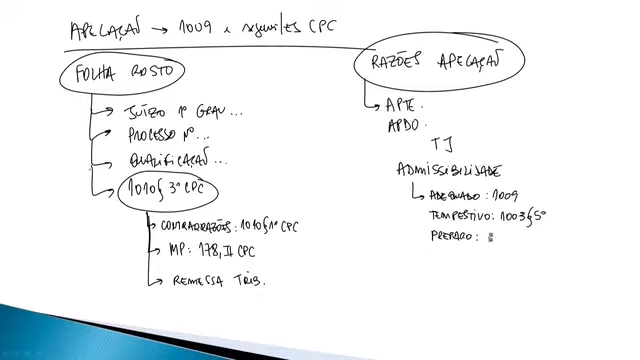 APELAÇÃO → 1009 e seguintes CPC
FOLHA ROSTO
→ JUÍZO 1º GRAU ...
→ PROCESSO Nº ...
→ QUALIFICAÇÃO ...
→ 1010 § 3º CPC
→ CONTRARRAZÕES: 1010 § 1º CPC
→ MP: 178, II CPC
→ REMESSA TRIB.
RAZÕES APELAÇÃO
→ APTE.
APDO.
TJ
ADMISSIBILIDADE
→ ADEQUADO: 1009
TEMPESTIVO: 1003 § 5º
PREPARO: